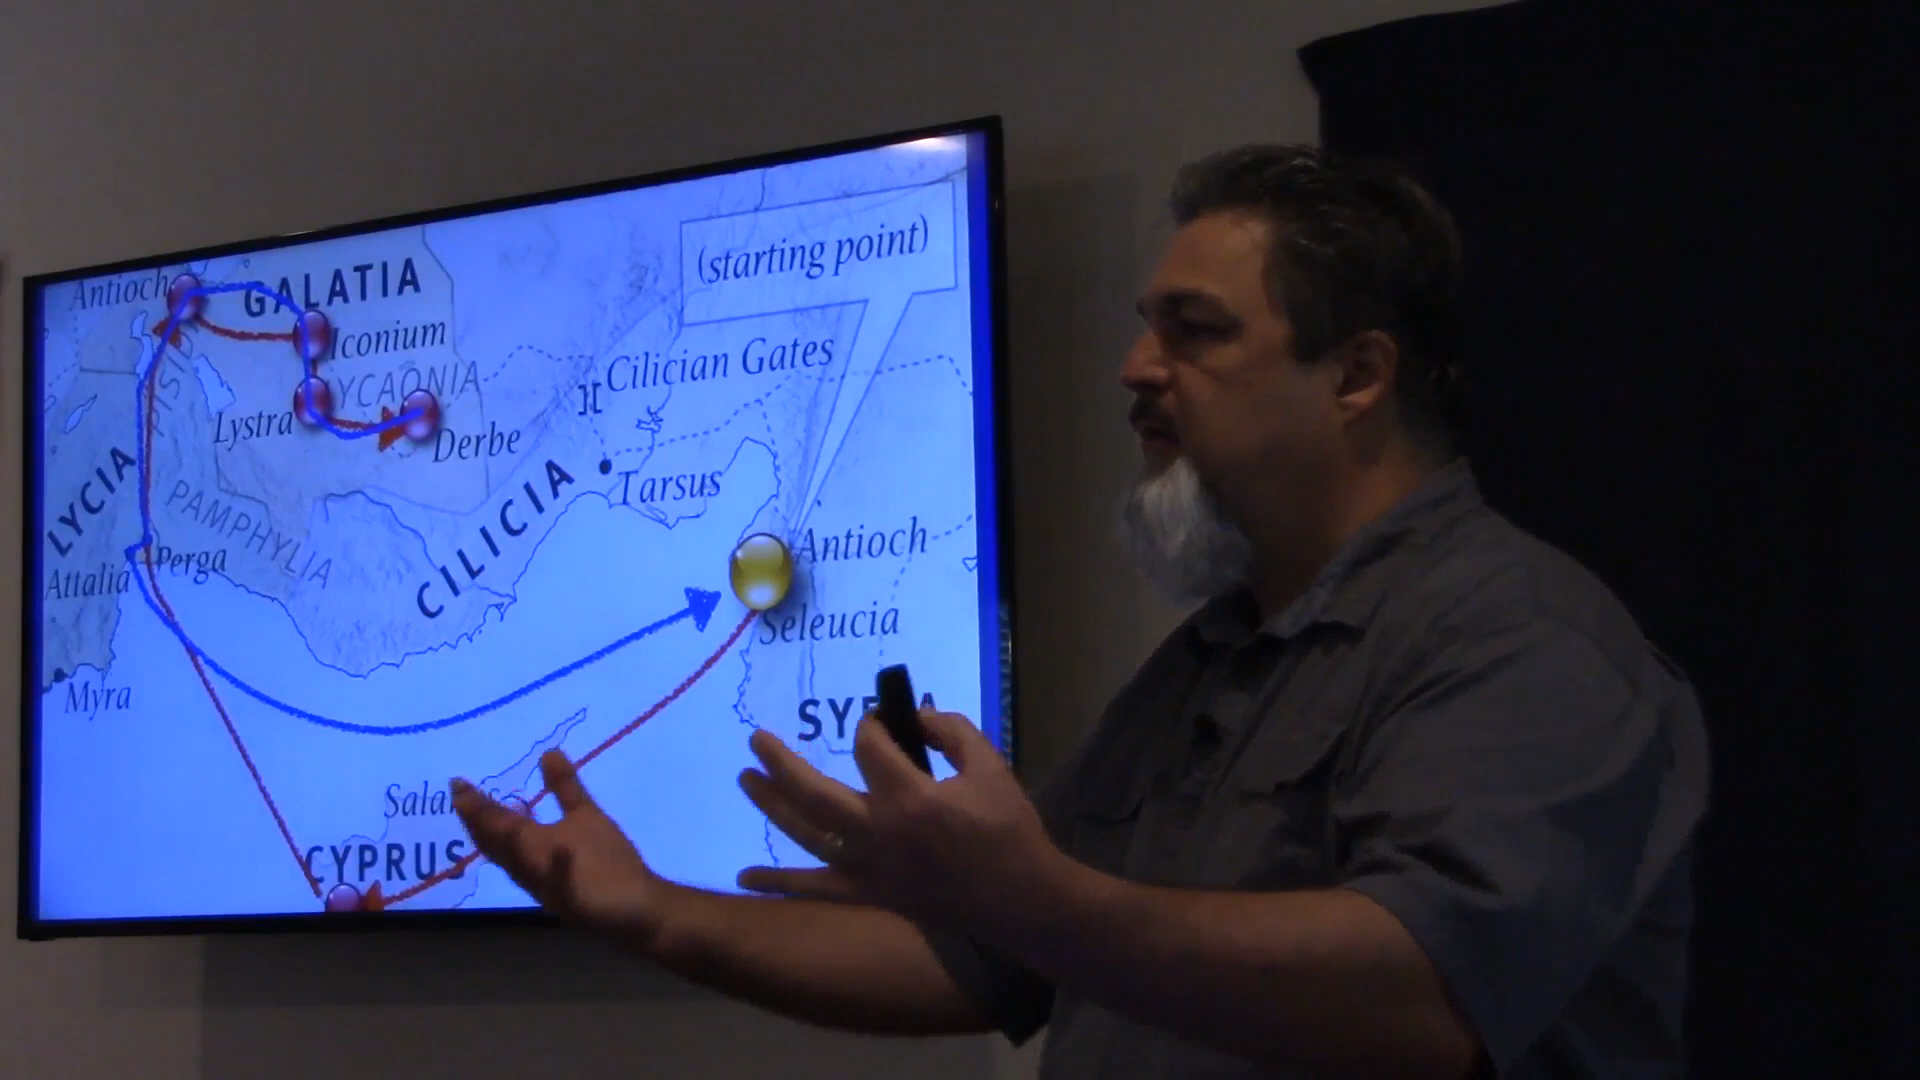 (starting point)
Antioch
GALATIA
Iconium
Cilician Gates
Lystra
Derbe
LYCIA
PAMPHYLIA
CILICIA
Tarsus
Antioch
Perga
Attalia
Seleucia
Myra
CYPRUS